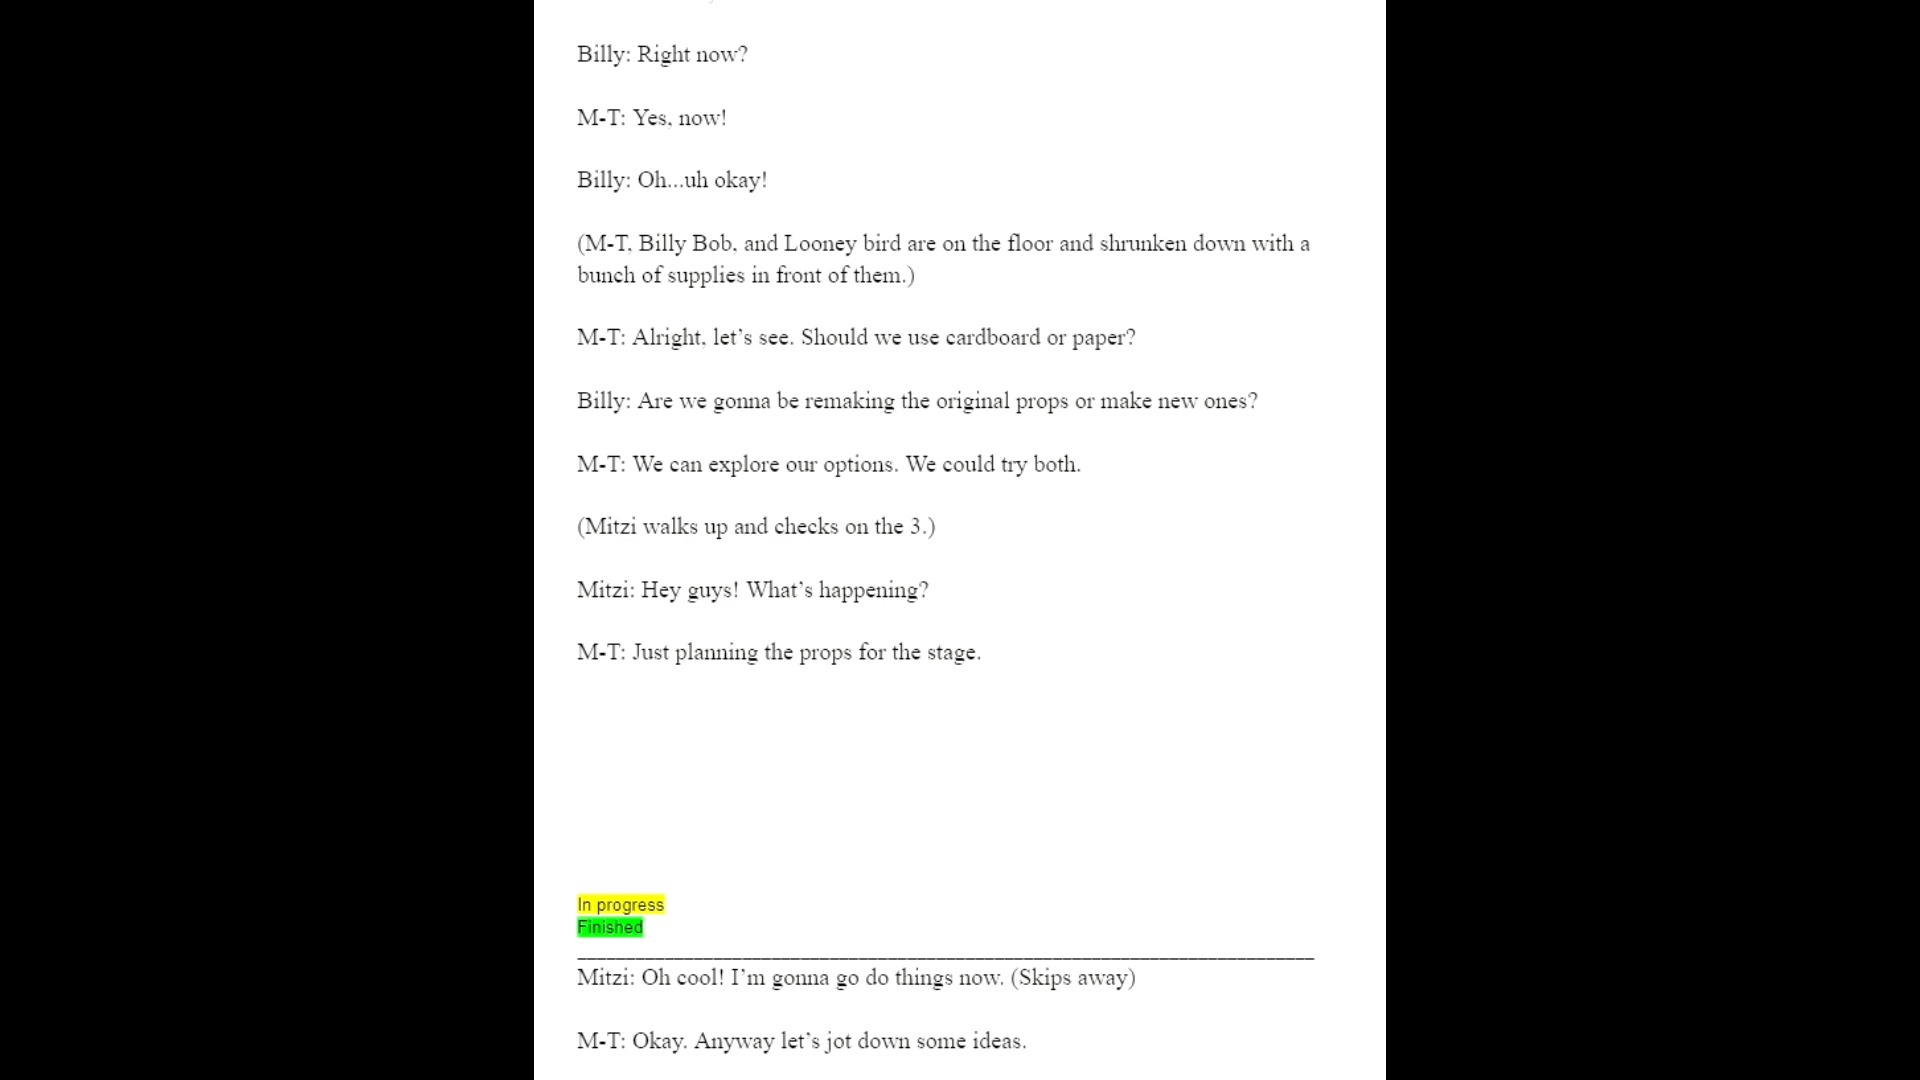 Billy: Right now?
M-T: Yes, now!
Billy: Oh...uh okay!
(M-T, Billy Bob, and Looney bird are on the floor and shrunken down with a
bunch of supplies in front of them.)
M-T: Alright, let’s see. Should we use cardboard or paper?
Billy: Are we gonna be remaking the original props or make new ones?
M-T: We can explore our options. We could try both.
(Mitzi walks up and checks on the 3.)
Mitzi: Hey guys! What’s happening?
M-T: Just planning the props for the stage.
In progress
Finished
Mitzi: Oh cool! I’m gonna go do things now. (Skips away)
M-T: Okay. Anyway let’s jot down some ideas.